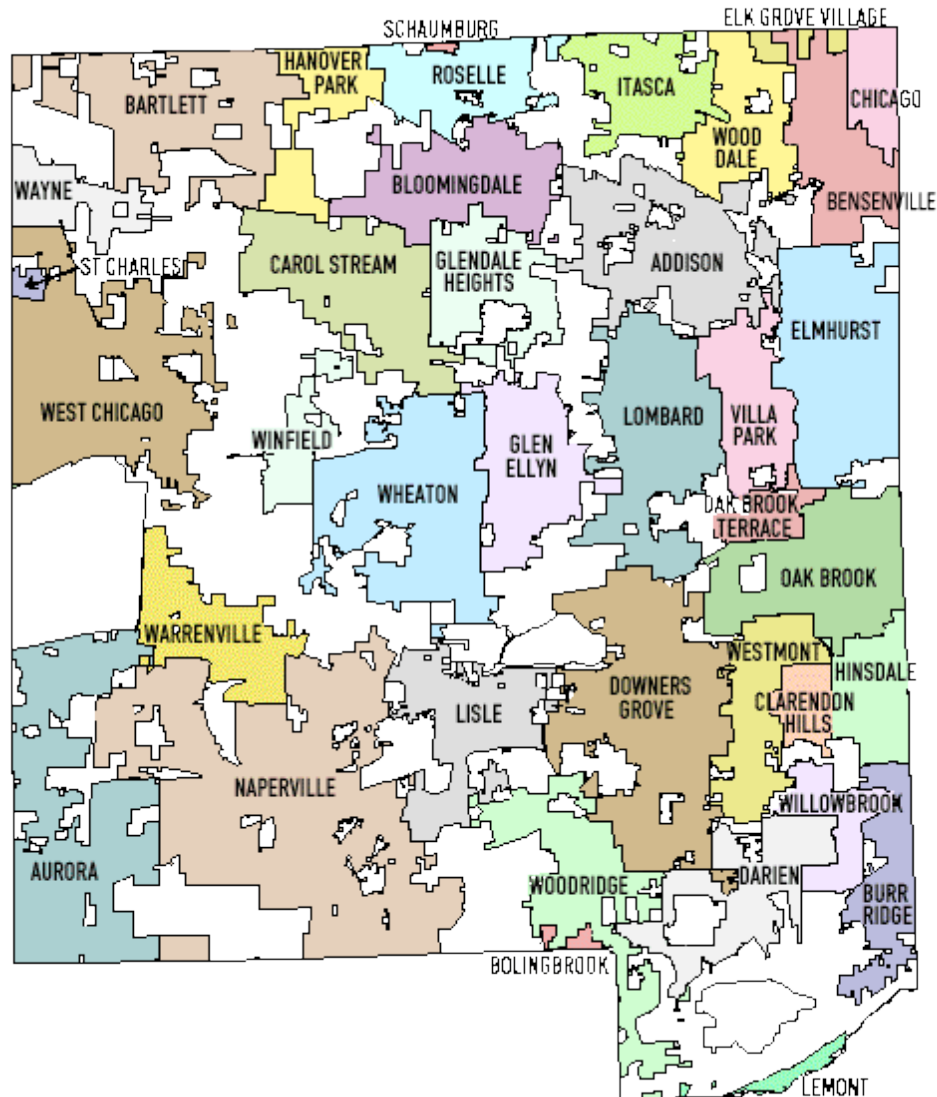 SCHAUMBURG
ELK GROVE VILLAGE
HANOVER
PARK
ROSELLE
ITASCA
BARTLETT
CHICAGO
WOOD
DALE
WAYNE
BLOOMINGDALE
BENSENVILLE
ST CHARLES
CAROL STREAM
GLENDALE
HEIGHTS
ADDISON
ELMHURST
WEST CHICAGO
WINFIELD
GLEN
ELLYN
LOMBARD
VILLA
PARK
WHEATON
OAK BROOK
TERRACE
OAK BROOK
WARRENVILLE
WESTMONT
HINSDALE
LISLE
DOWNERS
GROVE
CLARENDON
HILLS
NAPERVILLE
WILLOWBROOK
AURORA
WOODRIDGE
DARIEN
BURR
RIDGE
BOLINGBROOK
LEMONT